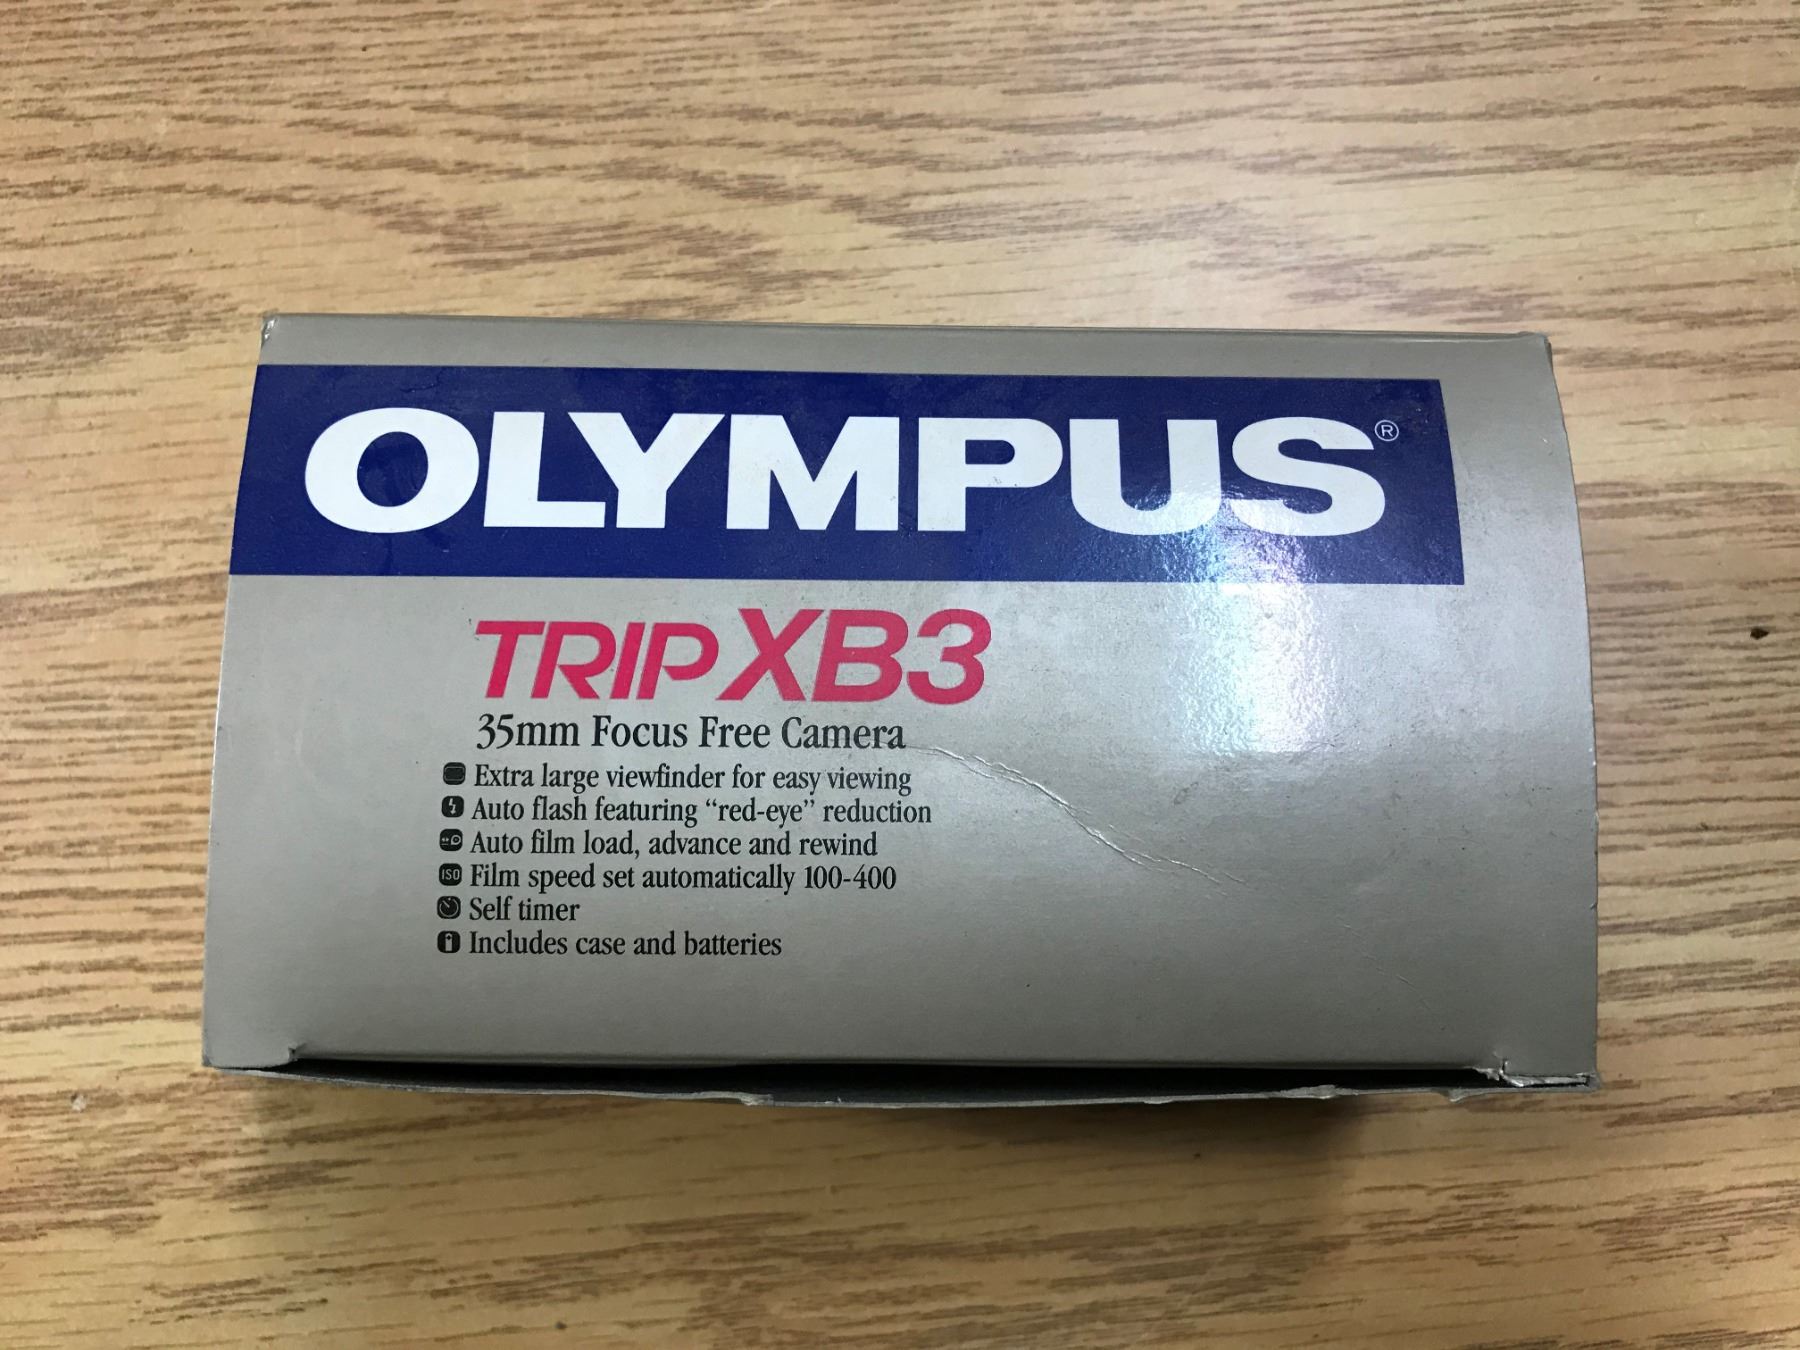 OLYMPUS®
TRIP XB3
35mm Focus Free Camera
Extra large viewfinder for easy viewing
Auto flash featuring “red-eye” reduction
Auto film load, advance and rewind
ISO Film speed set automatically 100-400
Self timer
Includes case and batteries